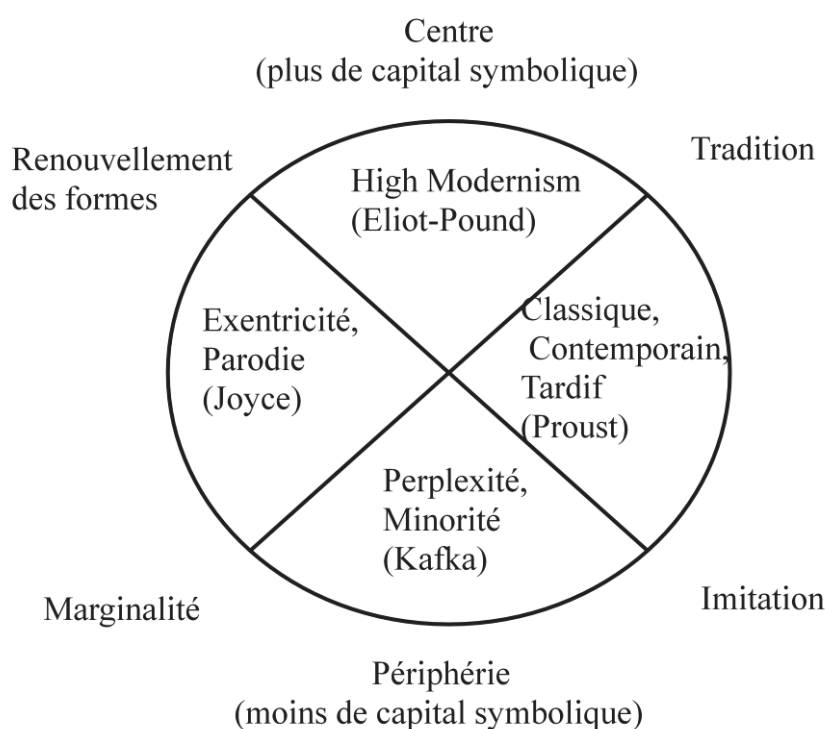 Centre
(plus de capital symbolique)
Renouvellement
des formes
Tradition
High Modernism
(Eliot-Pound)
Exentricité,
Parodie
(Joyce)
Classique,
Contemporain,
Tardif
(Proust)
Perplexité,
Minorité
(Kafka)
Marginalité
Imitation
Périphérie
(moins de capital symbolique)